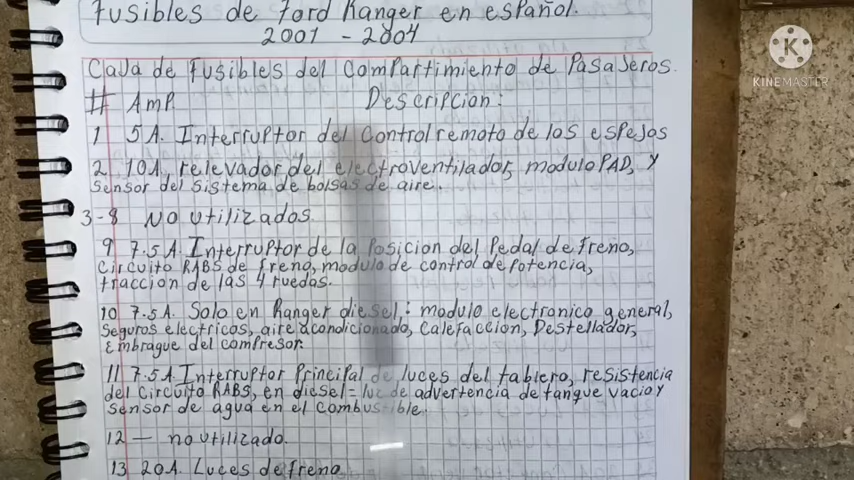 Fusibles de Ford Ranger en español.
2001 - 2004
Caja de Fusibles del Compartimiento de Pasajeros.
# Amp. Descripcion:
1 5A. Interruptor del Control remoto de los espejos
2 10A. relevador del electroventilador, modulo PAD, y
sensor del sistema de bolsas de aire.
3-8 No utilizados.
9 7.5A. Interruptor de la Posicion del Pedal de freno,
Circuito RABS de freno, modulo de control de potencia,
traccion de las 4 ruedas.
10 7.5A. Solo en Ranger diesel: modulo electronico general,
seguros electricos, aire acondicionado, calefaccion, Destellador,
Embrague del compresor.
11 7.5A. Interruptor Principal de luces del tablero, resistencia
del Circuito RABS, en diesel= luz de advertencia de tanque vacio y
sensor de agua en el combustible.
12 — no utilizado.
13 20A. Luces de freno
KINEMASTER